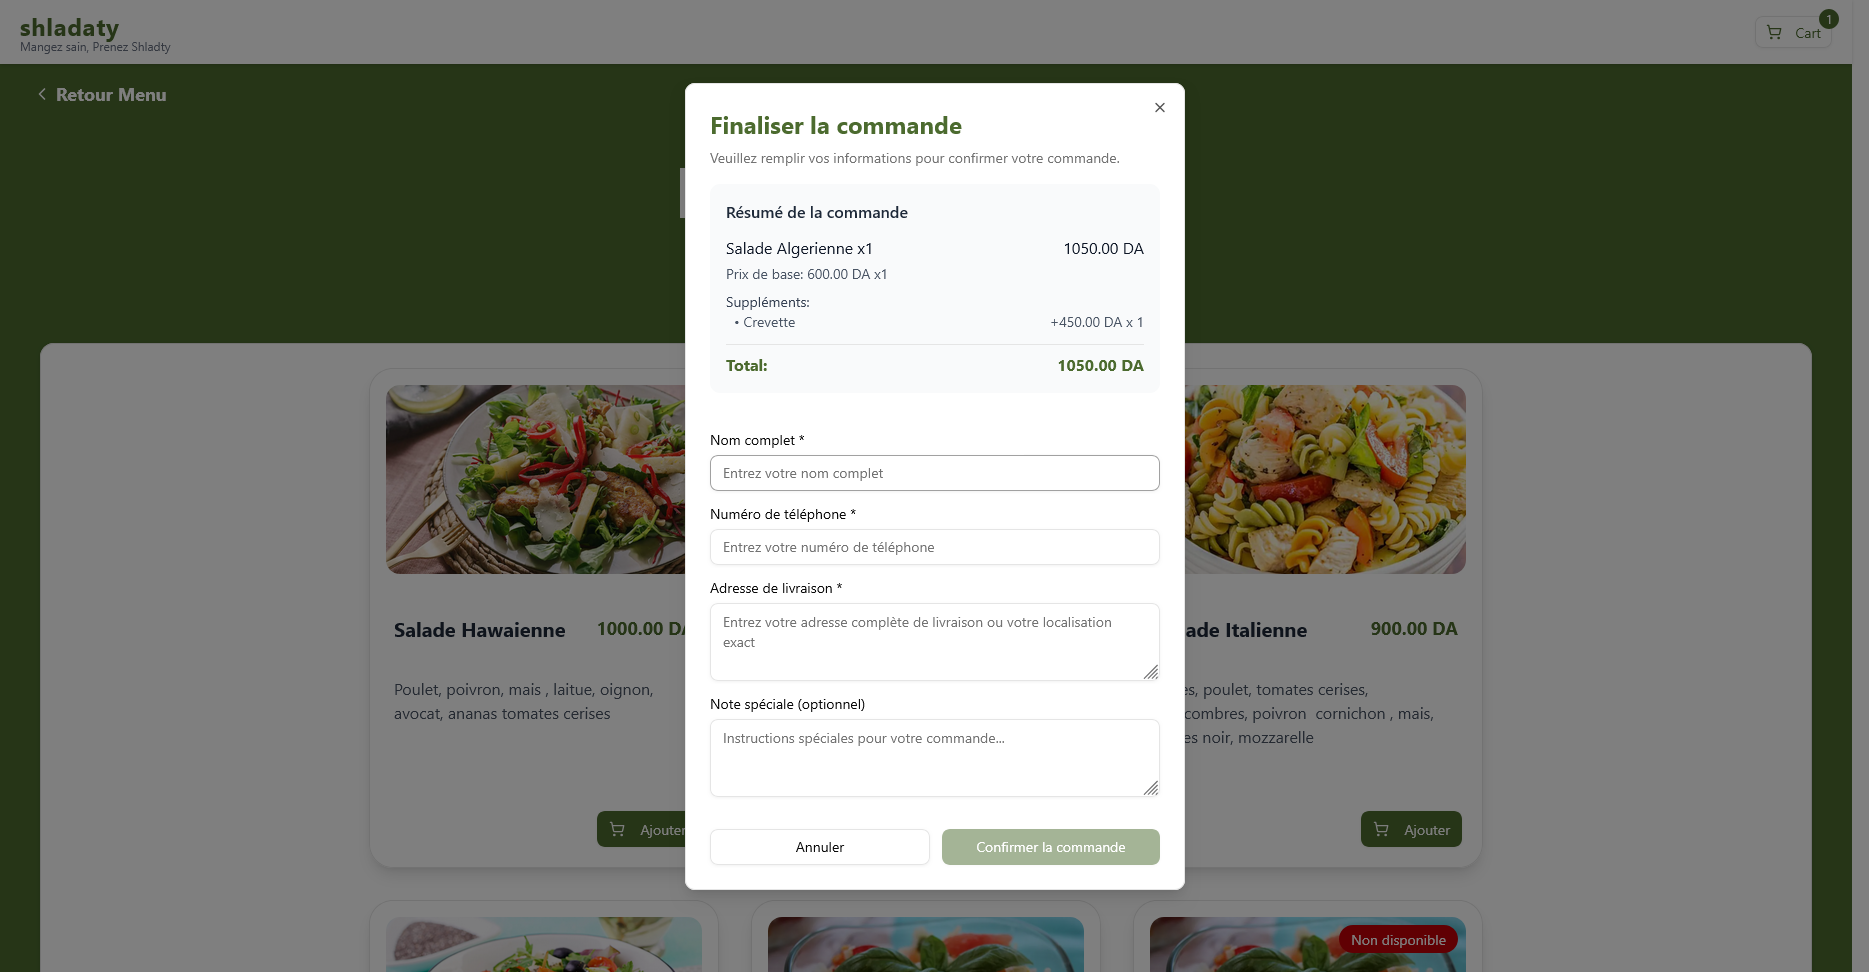 shladaty
Mangez sain, Prenez Shladty
1
Cart
Retour Menu
Finaliser la commande
Veuillez remplir vos informations pour confirmer votre commande.
Résumé de la commande
Salade Algerienne x1 1050.00 DA
Prix de base: 600.00 DA x1
Suppléments:
• Crevette +450.00 DA x 1
Total: 1050.00 DA
Nom complet *
Entrez votre nom complet
Numéro de téléphone *
Entrez votre numéro de téléphone
Adresse de livraison *
Entrez votre adresse complète de livraison ou votre localisation
exact
Note spéciale (optionnel)
Instructions spéciales pour votre commande...
Annuler
Confirmer la commande
Salade Hawaienne 1000.00 DA
Poulet, poivron, mais , laitue, oignon,
avocat, ananas tomates cerises
Ajouter
ade Italienne 900.00 DA
es, poulet, tomates cerises,
combres, poivron cornichon , mais,
es noir, mozzarelle
Ajouter
Non disponible